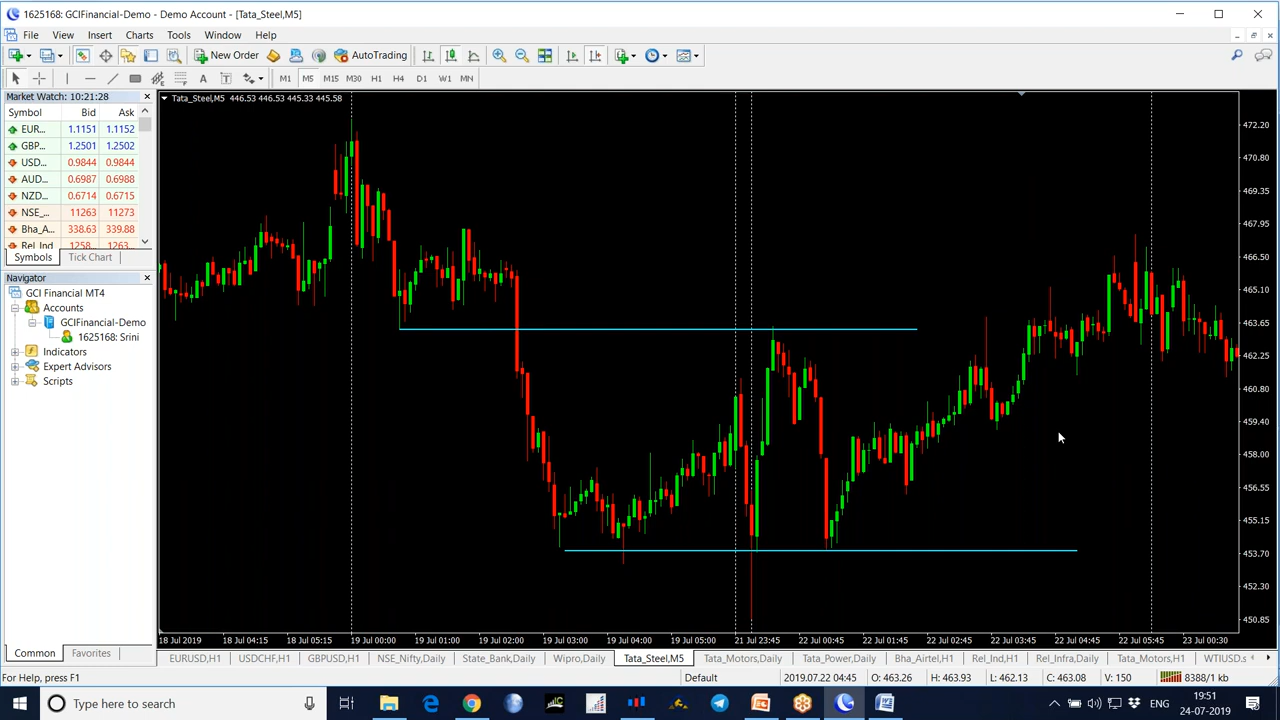 1625168: GCIFinancial-Demo - Demo Account - [Tata_Steel,M5]
File View Insert Charts Tools Window Help
New Order AutoTrading
A T M1 M5 M15 M30 H1 H4 D1 W1 MN
Market Watch: 10:21:28
Symbol Bid Ask
EUR... 1.1151 1.1152
GBP... 1.2501 1.2502
USD... 0.9844 0.9844
AUD... 0.6987 0.6988
NZD... 0.6714 0.6715
NSE_... 11263 11273
Bha_A... 338.63 339.88
Rel_Ind 1258... 1263...
Symbols Tick Chart
Navigator
GCI Financial MT4
Accounts
GCIFinancial-Demo
1625168: Srini
Indicators
Expert Advisors
Scripts
Common Favorites
Tata_Steel,M5 446.53 446.53 445.33 445.58
472.20
470.80
469.35
467.95
466.50
465.10
463.65
462.25
460.80
459.40
458.00
456.55
455.15
453.70
452.30
450.85
18 Jul 2019 18 Jul 04:15 18 Jul 05:15 19 Jul 00:00 19 Jul 01:00 19 Jul 02:00 19 Jul 03:00 19 Jul 04:00 19 Jul 05:00 21 Jul 23:45 22 Jul 00:45 22 Jul 01:45 22 Jul 02:45 22 Jul 03:45 22 Jul 04:45 22 Jul 05:45 23 Jul 00:30
EURUSD,H1 USDCHF,H1 GBPUSD,H1 NSE_Nifty,Daily State_Bank,Daily Wipro,Daily Tata_Steel,M5 Tata_Motors,Daily Tata_Power,Daily Bha_Airtel,H1 Rel_Ind,H1 Rel_Infra,Daily Tata_Motors,H1 WTIUSD.s
For Help, press F1 Default 2019.07.22 04:45 O: 463.26 H: 463.93 L: 462.13 C: 463.08 V: 150 8388/1 kb
Type here to search ENG 19:51
24-07-2019